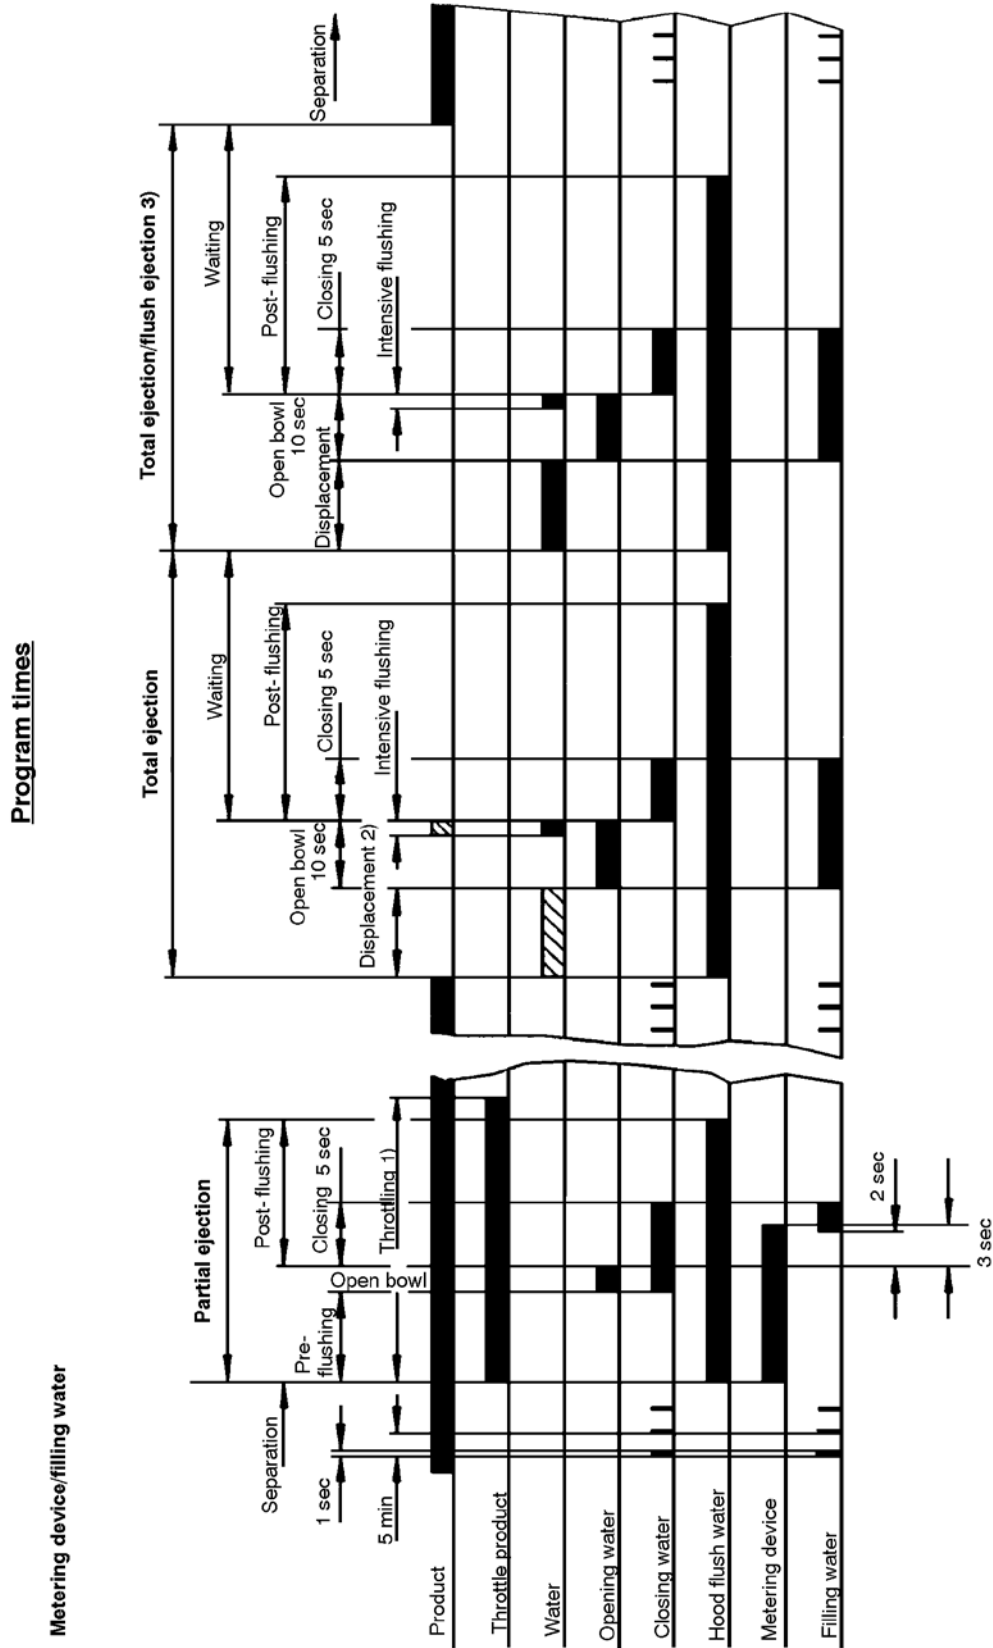 Metering device/filling water
Program times
Partial ejection
Total ejection
Total ejection/flush ejection 3)
Separation
Post-flushing
Waiting
Waiting
Separation
Pre-
flushing
Open bowl
Closing 5 sec
Post-flushing
Post-flushing
1 sec
5 min
Throttling 1)
Open bowl
10 sec
Closing 5 sec
Displacement 2)
Intensive flushing
Open bowl
10 sec
Displacement
Closing 5 sec
Intensive flushing
Product
Throttle product
Water
Opening water
Closing water
Hood flush water
Metering device
Filling water
2 sec
3 sec